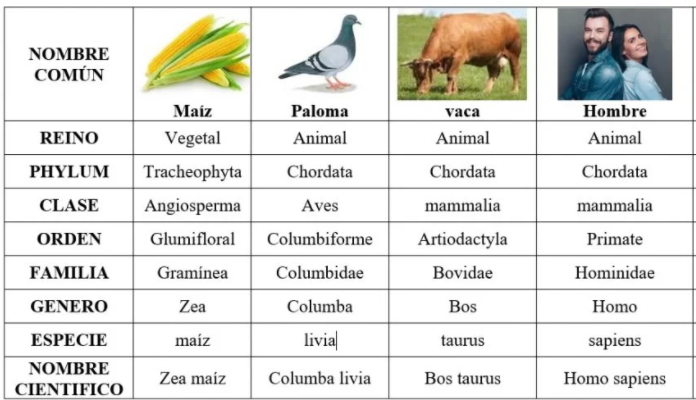 NOMBRE COMÚN Maíz Paloma vaca Hombre
REINO Vegetal Animal Animal Animal
PHYLUM Tracheophyta Chordata Chordata Chordata
CLASE Angiosperma Aves mammalia mammalia
ORDEN Glumifloral Columbiforme Artiodactyla Primate
FAMILIA Gramínea Columbidae Bovidae Hominidae
GENERO Zea Columba Bos Homo
ESPECIE maíz livia taurus sapiens
NOMBRE CIENTIFICO Zea maíz Columba livia Bos taurus Homo sapiens